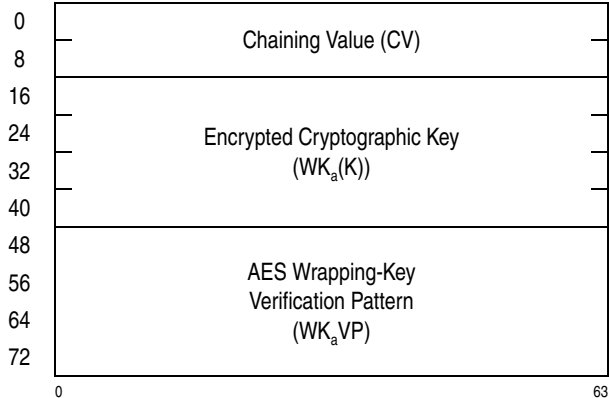 0
Chaining Value (CV)
8
16
24
Encrypted Cryptographic Key
32
(WKₐ(K))
40
48
AES Wrapping-Key
56
Verification Pattern
64
(WKₐVP)
72
0 63